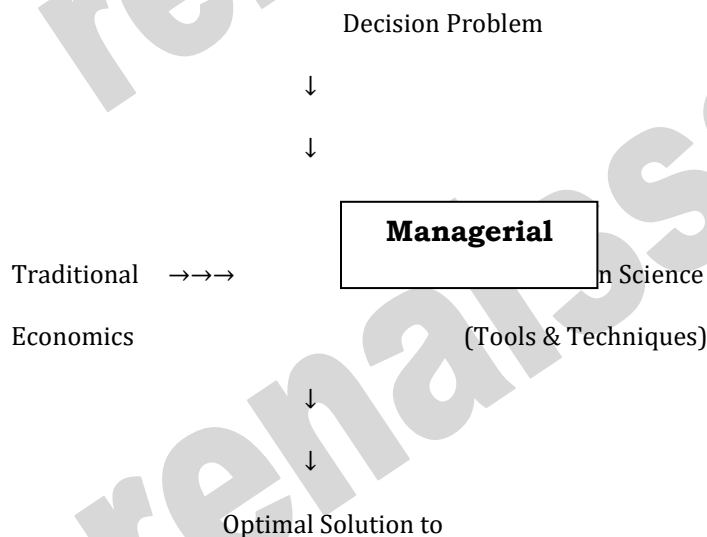 Decision Problem
↓
↓
Managerial
Traditional →→→ n Science
Economics (Tools & Techniques)
↓
↓
Optimal Solution to